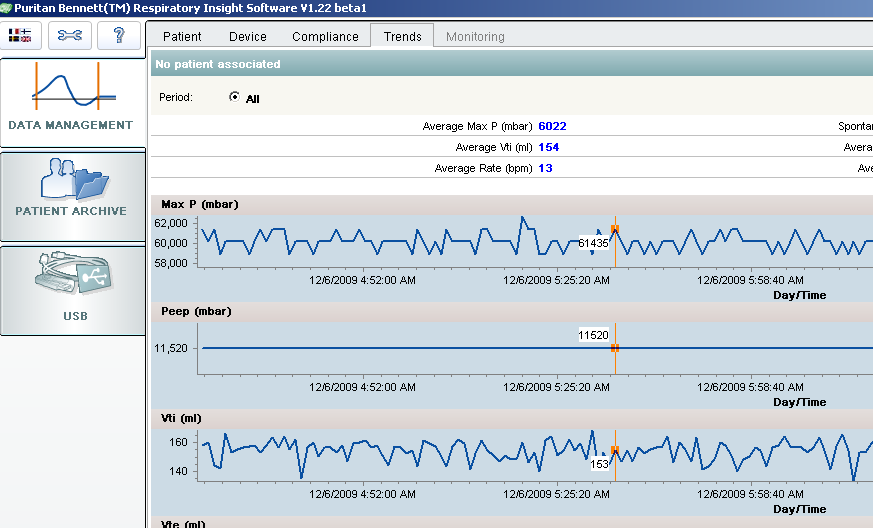 Puritan Bennett(TM) Respiratory Insight Software V1.22 beta1
?
Patient Device Compliance Trends Monitoring
No patient associated
Period: All
DATA MANAGEMENT
PATIENT ARCHIVE
USB
Average Max P (mbar) 6022 Sponta
Average Vti (ml) 154 Avera
Average Rate (bpm) 13 Ave
Max P (mbar)
62,000
60,000
58,000
61435
12/6/2009 4:52:00 AM 12/6/2009 5:25:20 AM 12/6/2009 5:58:40 AM
Day/Time
Peep (mbar)
11520
11,520
12/6/2009 4:52:00 AM 12/6/2009 5:25:20 AM 12/6/2009 5:58:40 AM
Day/Time
Vti (ml)
160
140
153
12/6/2009 4:52:00 AM 12/6/2009 5:25:20 AM 12/6/2009 5:58:40 AM
Day/Time
Vte (ml)